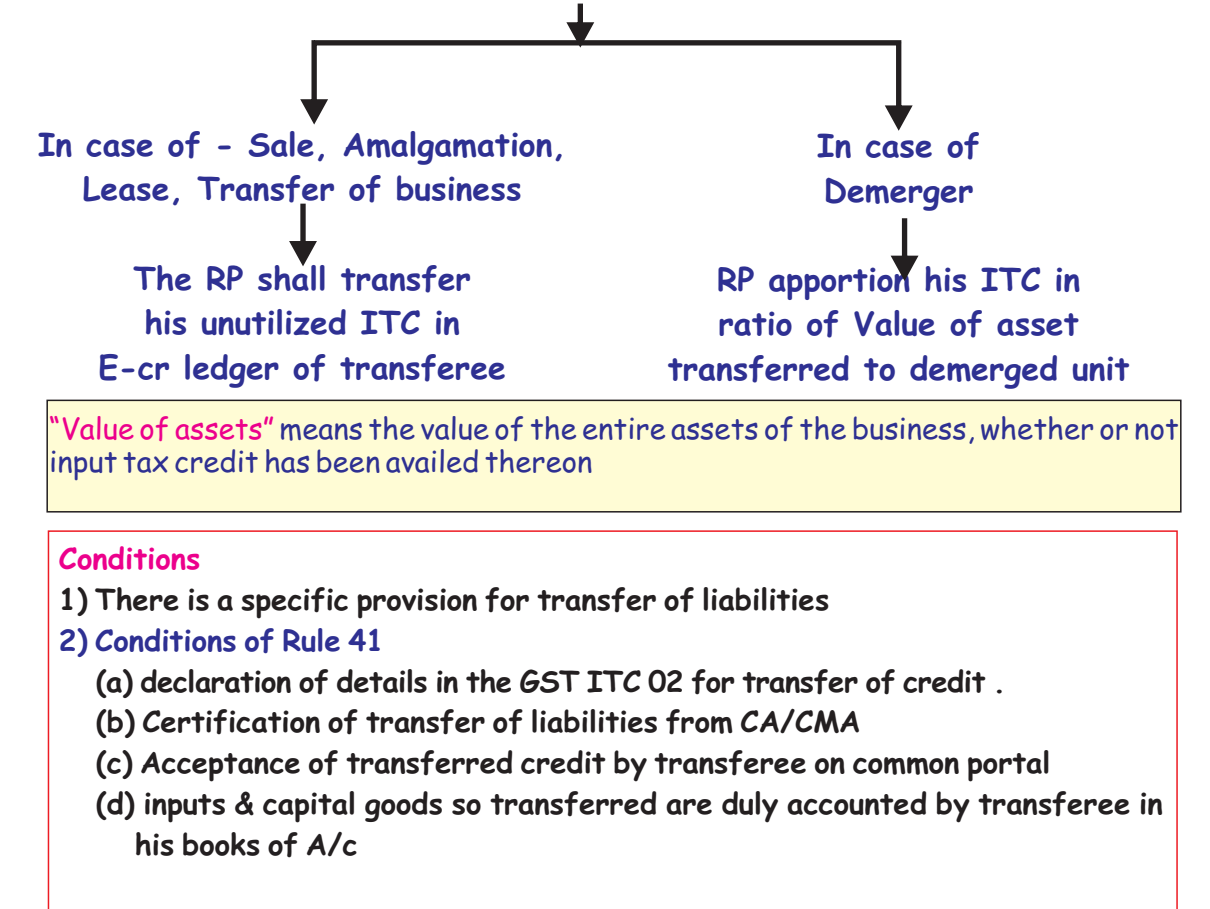 In case of - Sale, Amalgamation,
Lease, Transfer of business
The RP shall transfer
his unutilized ITC in
E-cr ledger of transferee
In case of
Demerger
RP apportion his ITC in
ratio of Value of asset
transferred to demerged unit
“Value of assets” means the value of the entire assets of the business, whether or not
input tax credit has been availed thereon
Conditions
1) There is a specific provision for transfer of liabilities
2) Conditions of Rule 41
(a) declaration of details in the GST ITC 02 for transfer of credit .
(b) Certification of transfer of liabilities from CA/CMA
(c) Acceptance of transferred credit by transferee on common portal
(d) inputs & capital goods so transferred are duly accounted by transferee in
his books of A/c